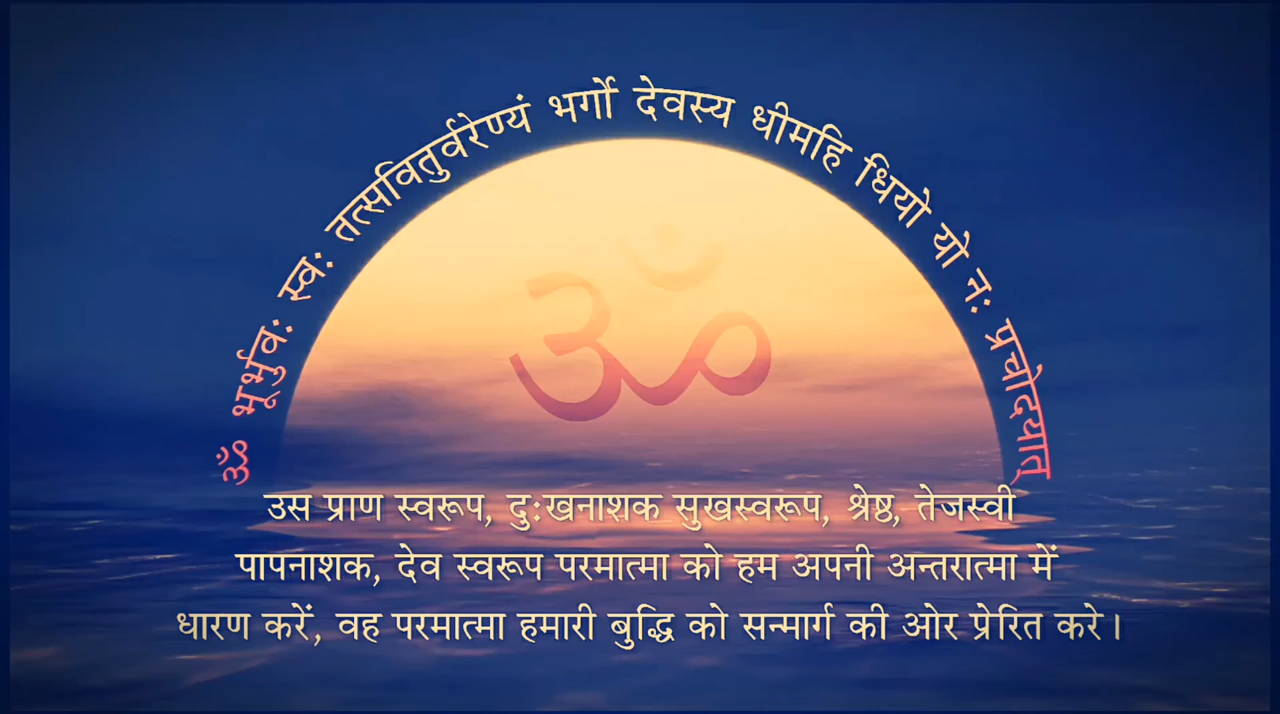 ॐ भूर्भुवः स्वः तत्सवितुर्वरेण्यं भर्गो देवस्य धीमहि धियो यो नः प्रचोदयात्
ॐ
उस प्राण स्वरूप, दुःखनाशक सुखस्वरूप, श्रेष्ठ, तेजस्वी
पापनाशक, देव स्वरूप परमात्मा को हम अपनी अन्तरात्मा में
धारण करें, वह परमात्मा हमारी बुद्धि को सन्मार्ग की ओर प्रेरित करे।